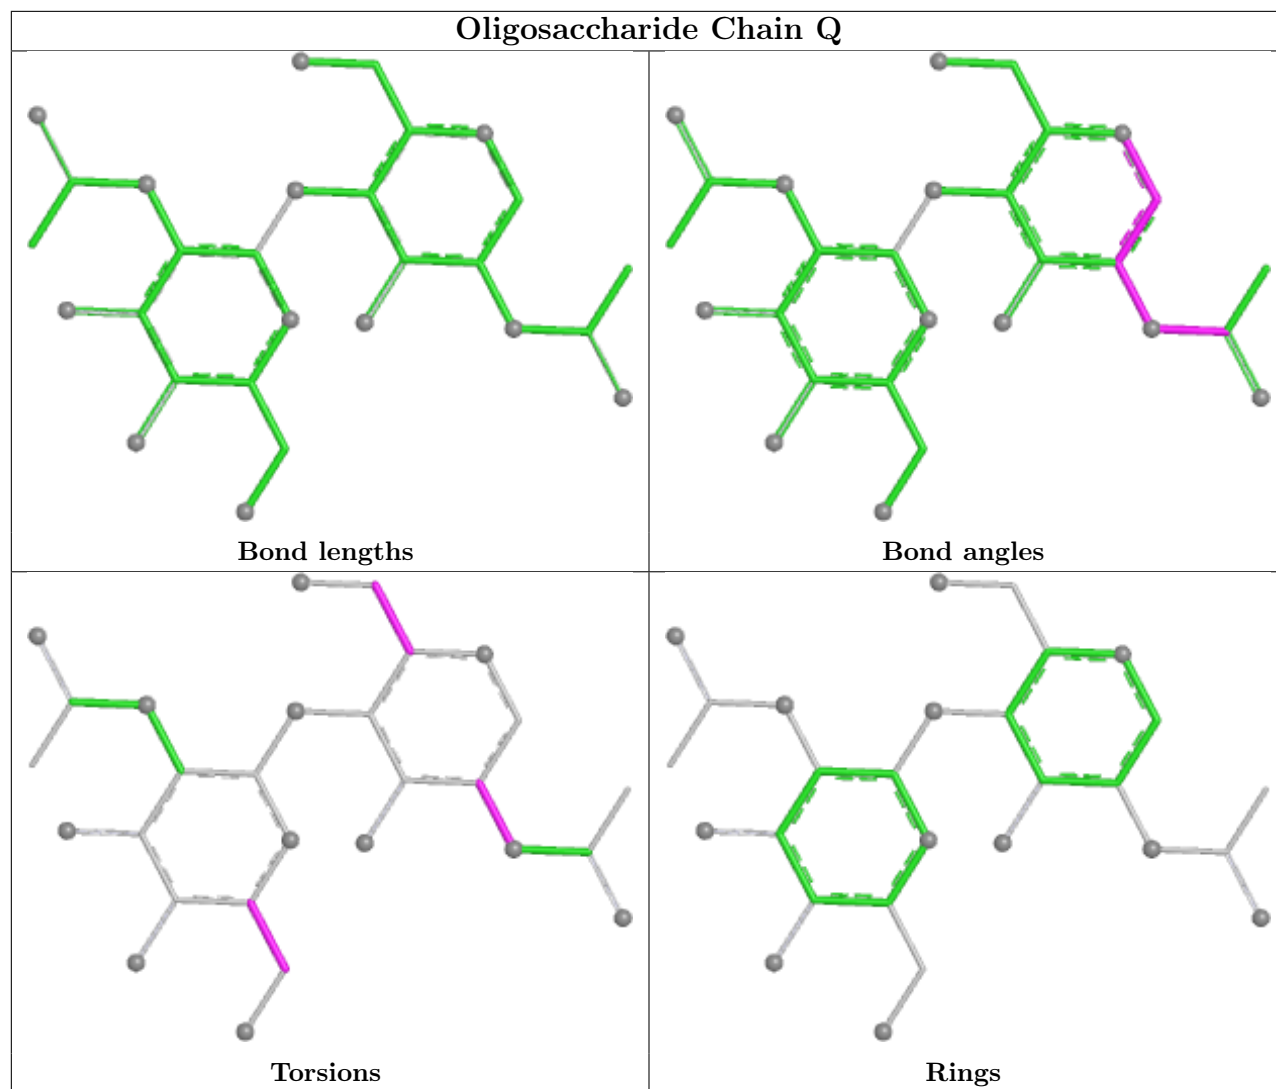 Oligosaccharide Chain Q
Bond lengths
Bond angles
Torsions
Rings